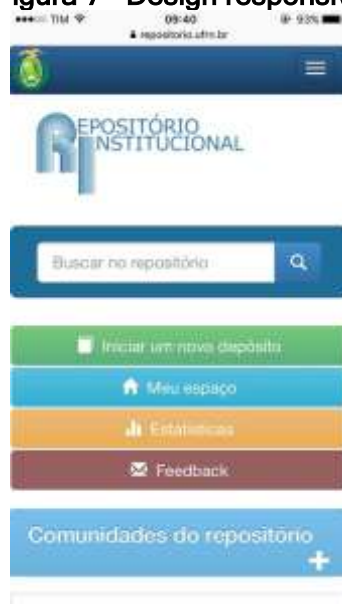 Figura 7 - Design responsiv
TIM 09:40 93%
repositorio.ufrn.br
REPOSITÓRIO
INSTITUCIONAL
Buscar no repositório
Iniciar um novo depósito
Meu espaço
Estatísticas
Feedback
Comunidades do repositório
+